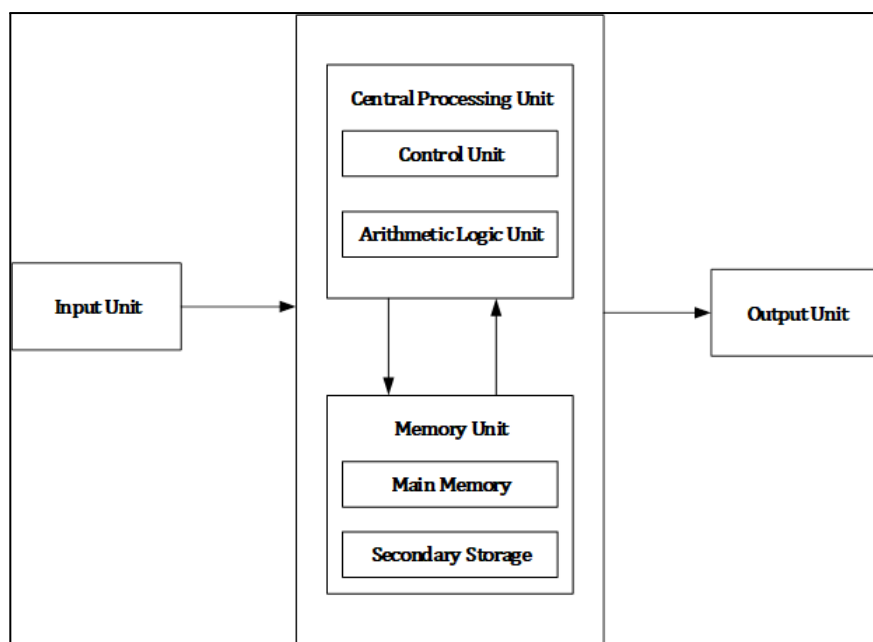 Central Processing Unit
Control Unit
Arithmetic Logic Unit
Input Unit
Output Unit
Memory Unit
Main Memory
Secondary Storage